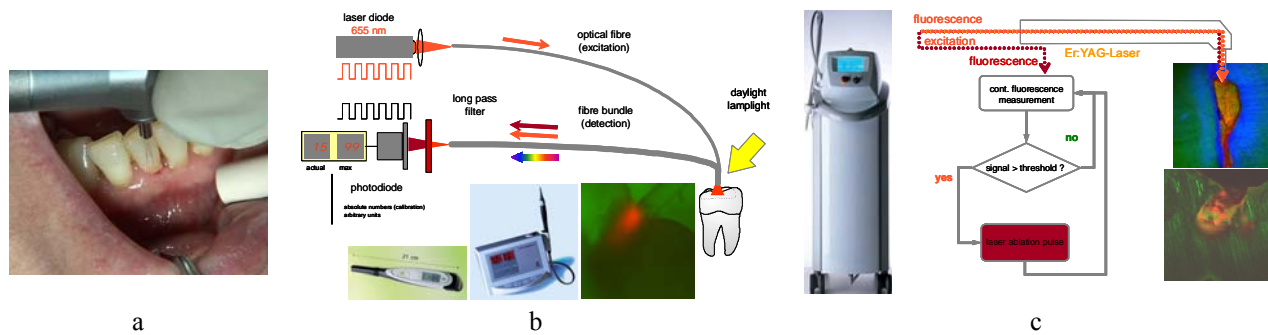 laser diode
655 nm
optical fibre
(excitation)
daylight
lamplight
long pass
filter
fibre bundle
(detection)
15 99
actual max
photodiode
absolute numbers (calibration)
arbitrary units
21 cm
fluorescence
excitation
Er:YAG-Laser
fluorescence
cont. fluorescence
measurement
no
signal > threshold ?
yes
laser ablation pulse
a
b
c